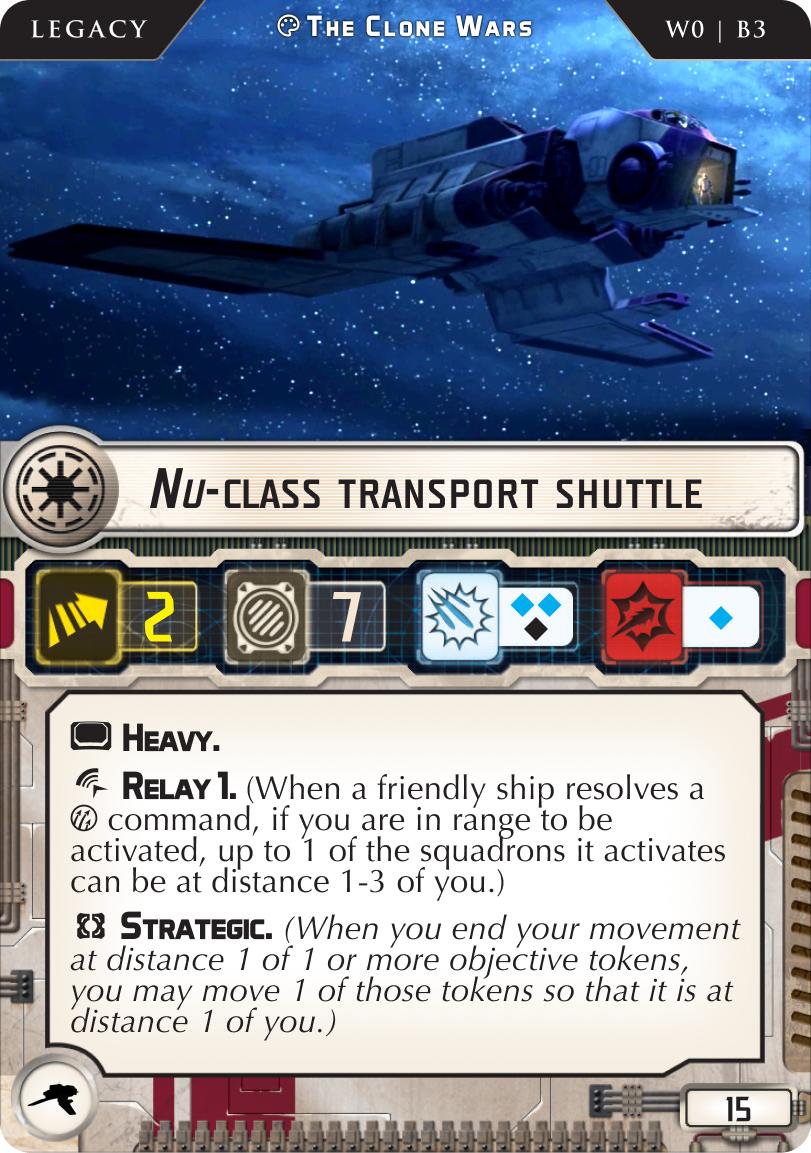 LEGACY
The Clone Wars
W0 | B3
Nu-class transport shuttle
2
7
Heavy.
Relay 1. (When a friendly ship resolves a
command, if you are in range to be
activated, up to 1 of the squadrons it activates
can be at distance 1-3 of you.)
Strategic. (When you end your movement
at distance 1 of 1 or more objective tokens,
you may move 1 of those tokens so that it is at
distance 1 of you.)
15